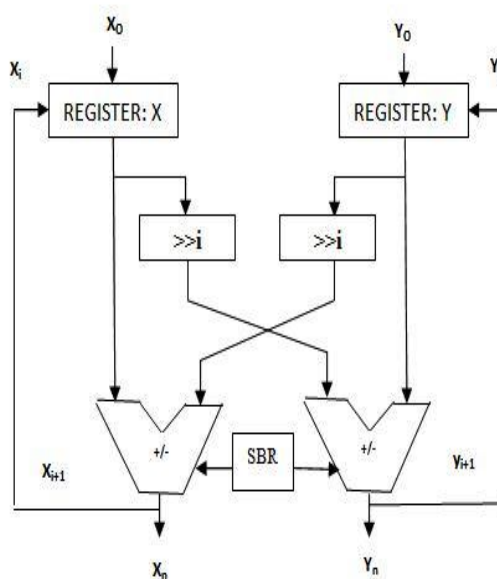 X0
Y0
Xi
Y
REGISTER: X
REGISTER: Y
>>i
>>i
+/-
+/-
SBR
Xi+1
yi+1
Xn
Yn